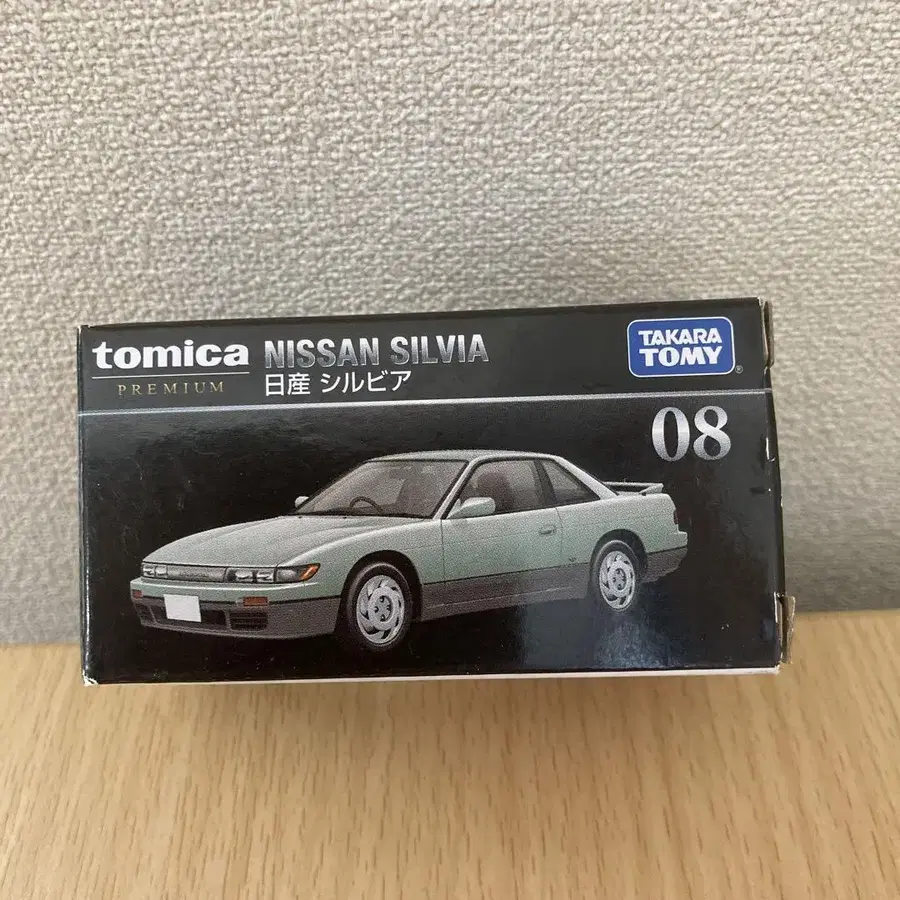 tomica
PREMIUM
NISSAN SILVIA
日産 シルビア
TAKARA
TOMY
®
08